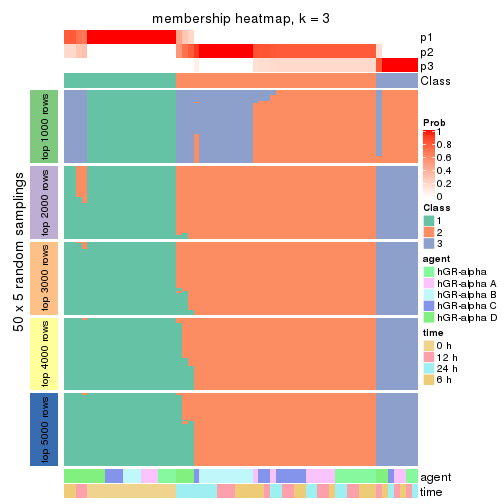 membership heatmap, k = 3
p1
p2
p3
Class
50 x 5 random samplings
top 1000 rows
top 2000 rows
top 3000 rows
top 4000 rows
top 5000 rows
agent
time
Prob
1
0.8
0.6
0.4
0.2
0
Class
1
2
3
agent
hGR-alpha
hGR-alpha A
hGR-alpha B
hGR-alpha C
hGR-alpha D
time
0 h
12 h
24 h
6 h